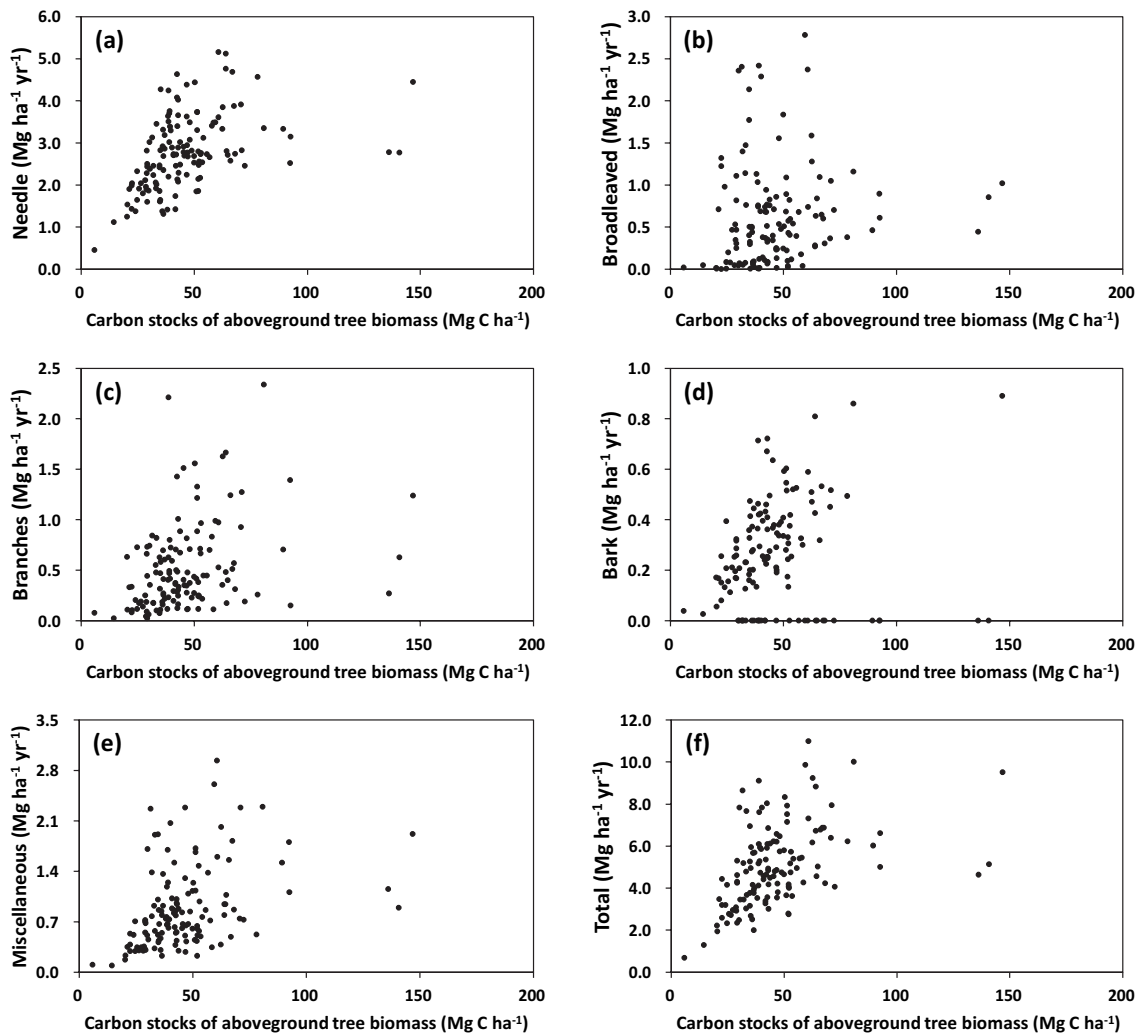 (a)
Needle (Mg ha⁻¹ yr⁻¹)
6.0
5.0
4.0
3.0
2.0
1.0
0.0
0 50 100 150 200
Carbon stocks of aboveground tree biomass (Mg C ha⁻¹)
(b)
Broadleaved (Mg ha⁻¹ yr⁻¹)
3.0
2.5
2.0
1.5
1.0
0.5
0.0
0 50 100 150 200
Carbon stocks of aboveground tree biomass (Mg C ha⁻¹)
(c)
Branches (Mg ha⁻¹ yr⁻¹)
2.5
2.0
1.5
1.0
0.5
0.0
0 50 100 150 200
Carbon stocks of aboveground tree biomass (Mg C ha⁻¹)
(d)
Bark (Mg ha⁻¹ yr⁻¹)
1.0
0.8
0.6
0.4
0.2
0.0
0 50 100 150 200
Carbon stocks of aboveground tree biomass (Mg C ha⁻¹)
(e)
Miscellaneous (Mg ha⁻¹ yr⁻¹)
3.5
2.8
2.1
1.4
0.7
0.0
0 50 100 150 200
Carbon stocks of aboveground tree biomass (Mg C ha⁻¹)
(f)
Total (Mg ha⁻¹ yr⁻¹)
12.0
10.0
8.0
6.0
4.0
2.0
0.0
0 50 100 150 200
Carbon stocks of aboveground tree biomass (Mg C ha⁻¹)